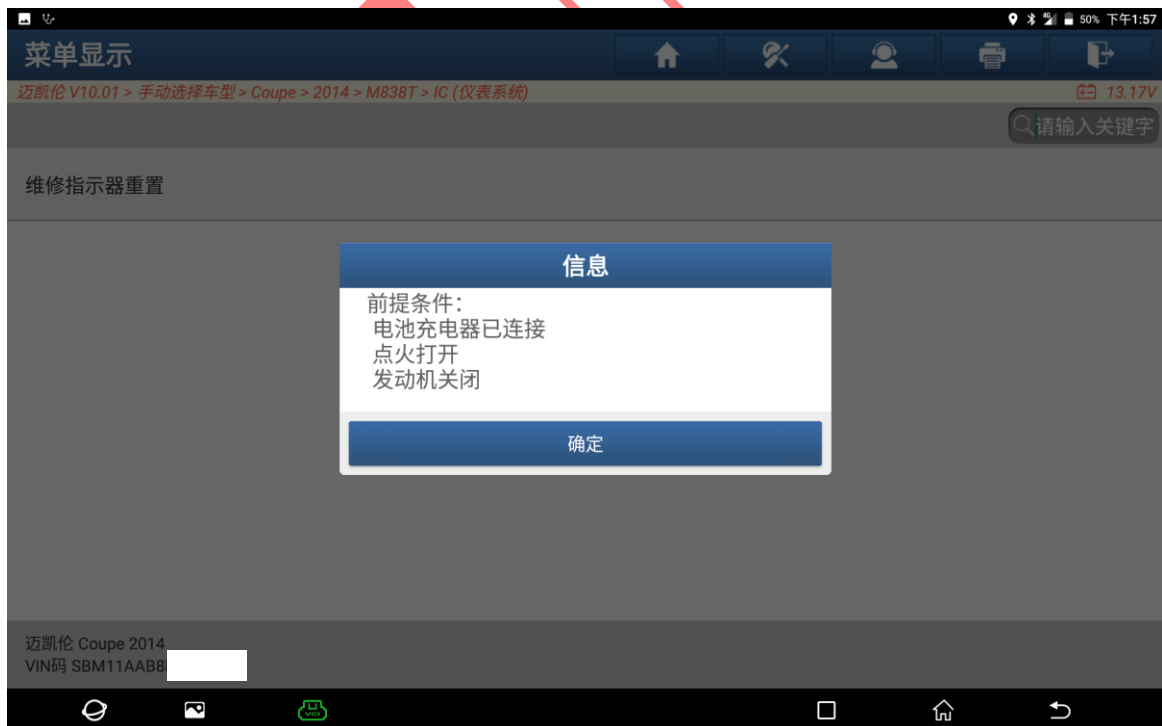 50% 下午1:57
菜单显示
迈凯伦 V10.01 > 手动选择车型 > Coupe > 2014 > M838T > IC (仪表系统)
13.17V
请输入关键字
维修指示器重置
信息
前提条件：
电池充电器已连接
点火打开
发动机关闭
确定
迈凯伦 Coupe 2014
VIN码 SBM11AAB8
VCI